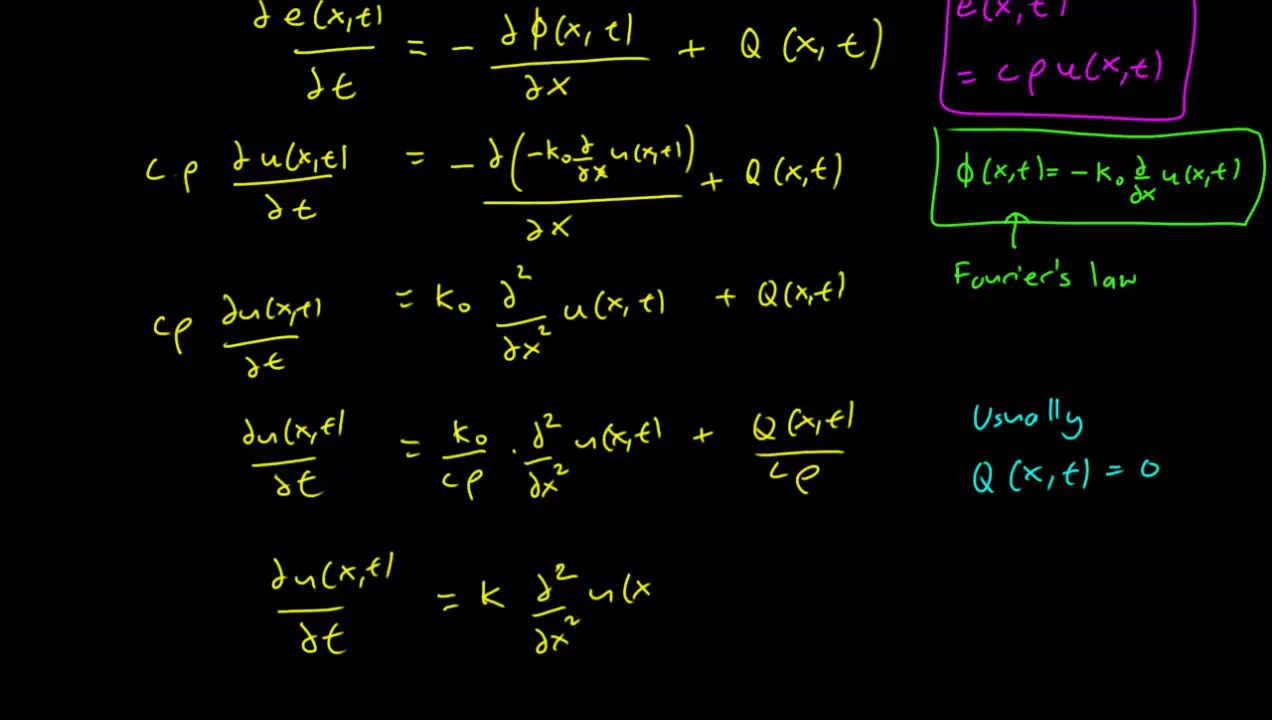 ∂e(x,t)/∂t = - ∂ϕ(x,t)/∂x + Q(x,t)
cρ ∂u(x,t)/∂t = - ∂(-k₀ ∂/∂x u(x,t))/∂x + Q(x,t)
cρ ∂u(x,t)/∂t = k₀ ∂²/∂x² u(x,t) + Q(x,t)
∂u(x,t)/∂t = k₀/cρ · ∂²/∂x² u(x,t) + Q(x,t)/cρ
∂u(x,t)/∂t = k ∂²/∂x² u(x
e(x,t)
= cρu(x,t)
ϕ(x,t) = -k₀ ∂/∂x u(x,t)
Fourier's law
Usually
Q(x,t) = 0